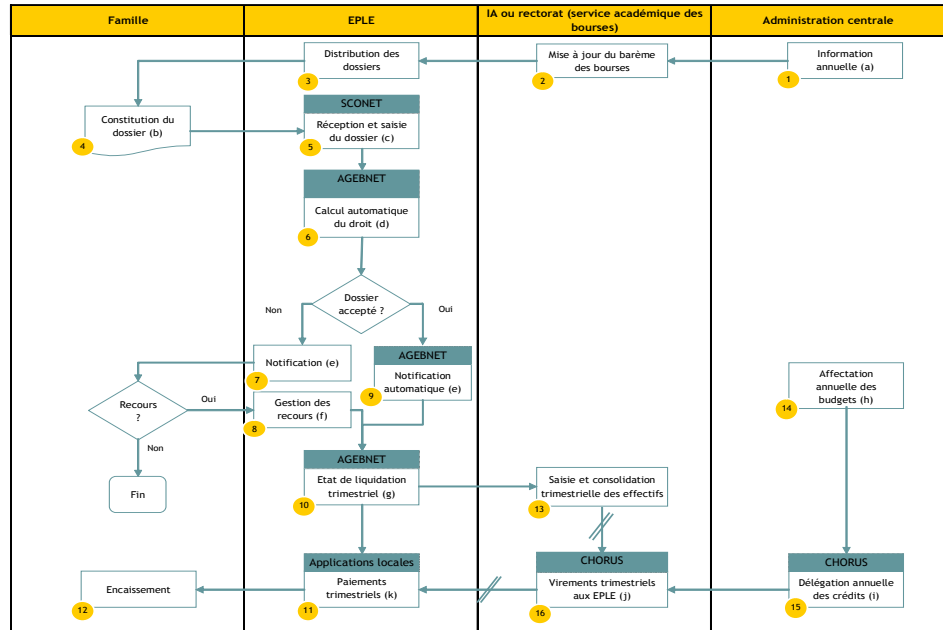 Famille
EPLE
IA ou rectorat (service académique des
bourses)
Administration centrale
Distribution des
dossiers
3
Mise à jour du barème
des bourses
2
Information
annuelle (a)
1
Constitution du
dossier (b)
4
SCONET
Réception et saisie
du dossier (c)
5
AGEBNET
Calcul automatique
du droit (d)
6
Dossier
accepté ?
Non
Oui
Notification (e)
7
AGEBNET
Notification
automatique (e)
9
Affectation
annuelle des
budgets (h)
14
Recours
?
Oui
Non
Gestion des
recours (f)
8
Fin
AGEBNET
Etat de liquidation
trimestriel (g)
10
Saisie et consolidation
trimestrielle des effectifs
13
Encaissement
12
Applications locales
Paiements
trimestriels (k)
11
CHORUS
Virements trimestriels
aux EPLE (j)
16
CHORUS
Délégation annuelle
des crédits (i)
15